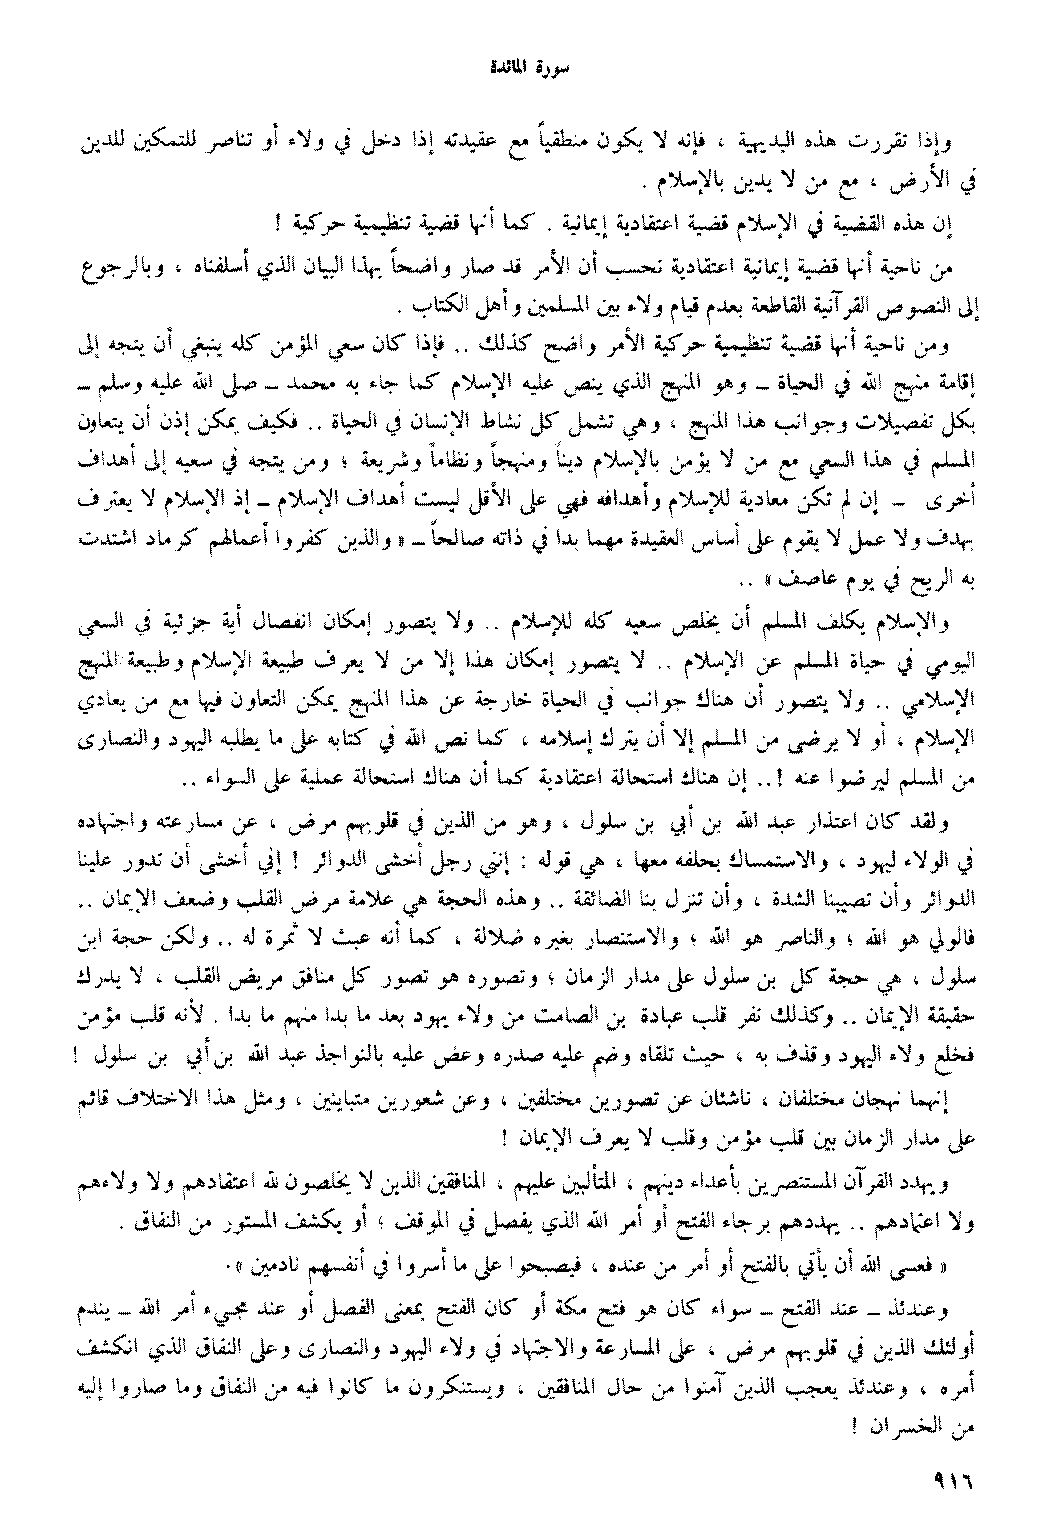 سورة المائدة
وإذا تقررت هذه البديهية ، فإنه لا يكون منطقياً مع عقيدته إذا دخل في ولاء أو تناصر للتمكين للدين
في الأرض ، مع من لا يدين بالإسلام .
إن هذه القضية في الإسلام قضية اعتقادية إيمانية . كما أنها قضية تنظيمية حركية !
من ناحية أنها قضية إيمانية اعتقادية نحسب أن الأمر قد صار واضحاً بهذا البيان الذي أسلفناه ، وبالرجوع
إلى النصوص القرآنية القاطعة بعدم قيام ولاء بين المسلمين وأهل الكتاب .
ومن ناحية أنها قضية تنظيمية حركية الأمر واضح كذلك .. فإذا كان سعي المؤمن كله ينبغي أن يتجه إلى
إقامة منهج الله في الحياة – وهو المنهج الذي ينص عليه الإسلام كما جاء به محمد – صلى الله عليه وسلم –
بكل تفصيلات وجوانب هذا المنهج ، وهي تشمل كل نشاط الإنسان في الحياة .. فكيف يمكن إذن أن يتعاون
المسلم في هذا السعي مع من لا يؤمن بالإسلام ديناً ومنهجاً ونظاماً وشريعة ؛ ومن يتجه في سعيه إلى أهداف
أخرى – إن لم تكن معادية للإسلام وأهدافه فهي على الأقل ليست أهداف الإسلام – إذ الإسلام لا يعترف
بهدف ولا عمل لا يقوم على أساس العقيدة مهما بدا في ذاته صالحاً – « والذين كفروا أعمالهم كرماد اشتدت
به الريح في يوم عاصف » ..
والإسلام يكلف المسلم أن يخلص سعيه كله للإسلام .. ولا يتصور إمكان انفصال أية جزئية في السعي
اليومي في حياة المسلم عن الإسلام .. لا يتصور إمكان هذا إلا من لا يعرف طبيعة الإسلام وطبيعة المنهج
الإسلامي .. ولا يتصور أن هناك جوانب في الحياة خارجة عن هذا المنهج يمكن التعاون فيها مع من يعادي
الإسلام ، أو لا يرضى من المسلم إلا أن يترك إسلامه ، كما نص الله في كتابه على ما يطلبه اليهود والنصارى
من المسلم ليرضوا عنه !.. إن هناك استحالة اعتقادية كما أن هناك استحالة عملية على السواء ..
ولقد كان اعتذار عبد الله بن أبي بن سلول ، وهو من الذين في قلوبهم مرض ، عن مسارعته واجتهاده
في الولاء ليهود ، والاستمساك بحلفه معها ، هي قوله : إنني رجل أخشى الدوائر ! إني أخشى أن تدور علينا
الدوائر وأن تصيبنا الشدة ، وأن تنزل بنا الضائقة .. وهذه الحجة هي علامة مرض القلب وضعف الإيمان ..
فالولي هو الله ؛ والناصر هو الله ؛ والاستنصار بغيره ضلالة ، كما أنه عبث لا ثمرة له .. ولكن حجة ابن
سلول ، هي حجة كل بن سلول على مدار الزمان ؛ وتصوره هو تصور كل منافق مريض القلب ، لا يدرك
حقيقة الإيمان .. وكذلك نفر قلب عبادة بن الصامت من ولاء يهود بعد ما بدا منهم ما بدا . لأنه قلب مؤمن
فخلع ولاء اليهود وقذف به ، حيث تلقاه وضم عليه صدره وعض عليه بالنواجذ عبد الله بن أبي بن سلول !
إنهما نهجان مختلفان ، ناشئان عن تصورين مختلفين ، وعن شعورين متباينين ، ومثل هذا الاختلاف قائم
على مدار الزمان بين قلب مؤمن وقلب لا يعرف الإيمان !
ويهدد القرآن المستنصرين بأعداء دينهم ، المتألبين عليهم ، المنافقين الذين لا يخلصون لله اعتقادهم ولا ولاءهم
ولا اعتمادهم .. يهددهم برجاء الفتح أو أمر الله الذي يفصل في الموقف ؛ أو يكشف المستور من النفاق .
« فعسى الله أن يأتي بالفتح أو أمر من عنده ، فيصبحوا على ما أسروا في أنفسهم نادمين ».
وعندئذ – عند الفتح – سواء كان هو فتح مكة أو كان الفتح بمعنى الفصل أو عند مجيء أمر الله – يندم
أولئك الذين في قلوبهم مرض ، على المسارعة والاجتهاد في ولاء اليهود والنصارى وعلى النفاق الذي انكشف
أمره ، وعندئذ يعجب الذين آمنوا من حال المنافقين ، ويستنكرون ما كانوا فيه من النفاق وما صاروا إليه
من الخسران !
٩١٦